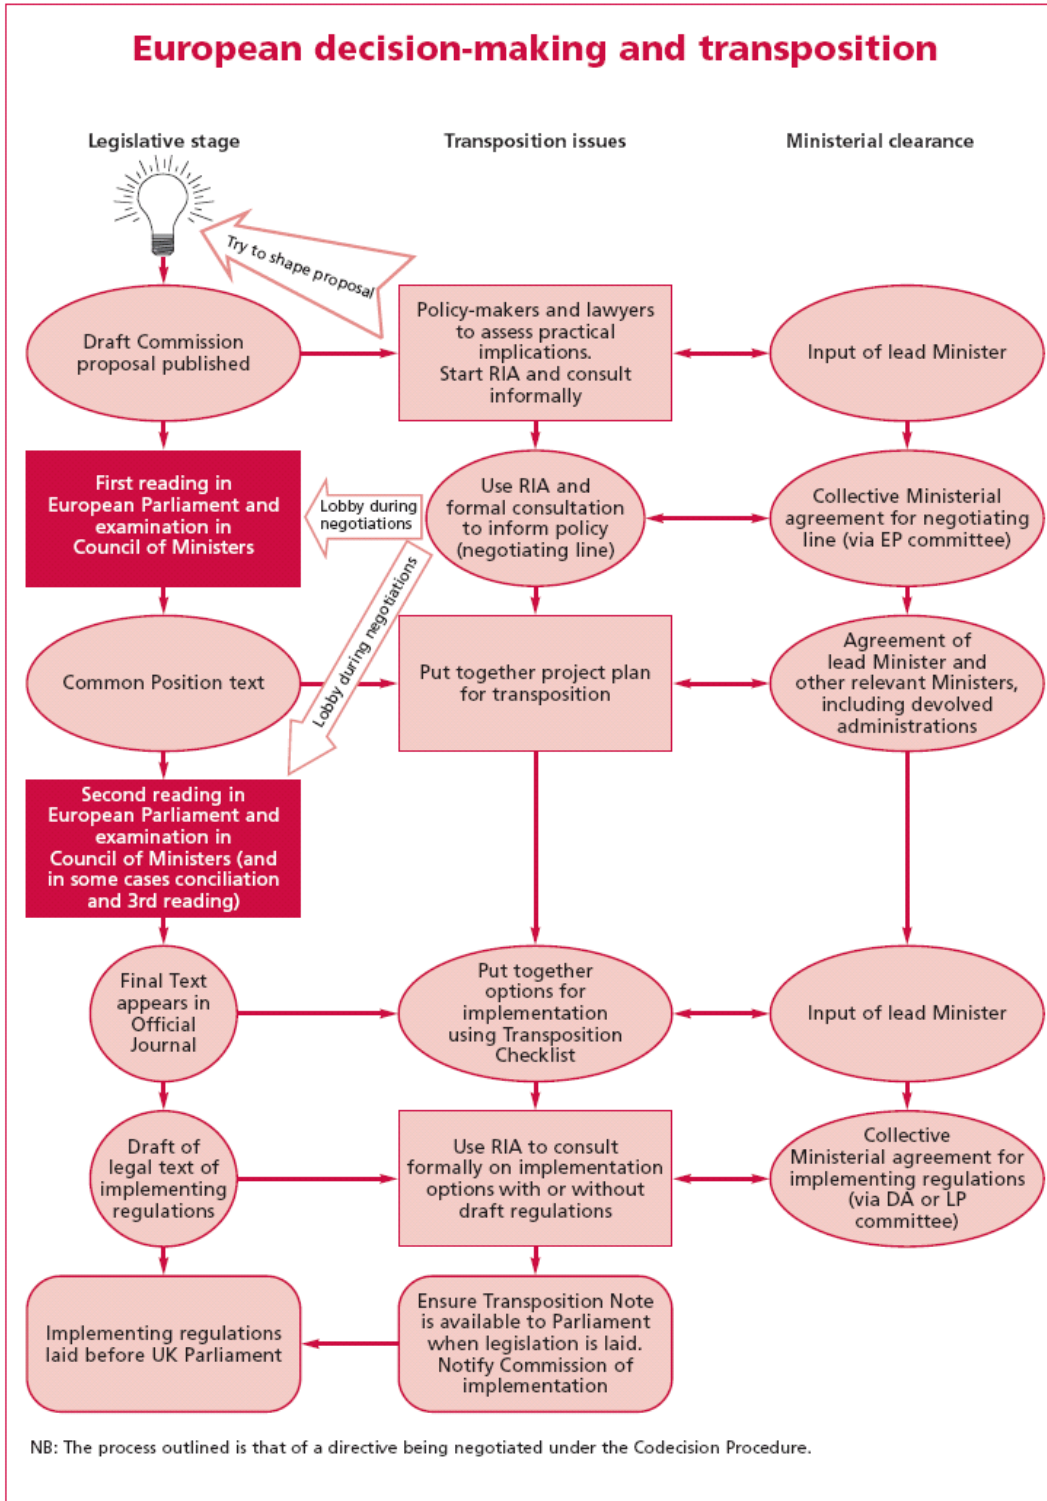 European decision-making and transposition
Legislative stage
Transposition issues
Ministerial clearance
Try to shape proposal
Draft Commission
proposal published
Policy-makers and lawyers
to assess practical
implications.
Start RIA and consult
informally
Input of lead Minister
First reading in
European Parliament and
examination in
Council of Ministers
Lobby during
negotiations
Use RIA and
formal consultation
to inform policy
(negotiating line)
Collective Ministerial
agreement for negotiating
line (via EP committee)
Lobby during negotiations
Common Position text
Put together project plan
for transposition
Agreement of
lead Minister and
other relevant Ministers,
including devolved
administrations
Second reading in
European Parliament and
examination in
Council of Ministers (and
in some cases conciliation
and 3rd reading)
Final Text
appears in
Official
Journal
Put together
options for
implementation
using Transposition
Checklist
Input of lead Minister
Draft of
legal text of
implementing
regulations
Use RIA to consult
formally on implementation
options with or without
draft regulations
Collective
Ministerial agreement for
implementing regulations
(via DA or LP
committee)
Implementing regulations
laid before UK Parliament
Ensure Transposition Note
is available to Parliament
when legislation is laid.
Notify Commission of
implementation
NB: The process outlined is that of a directive being negotiated under the Codecision Procedure.